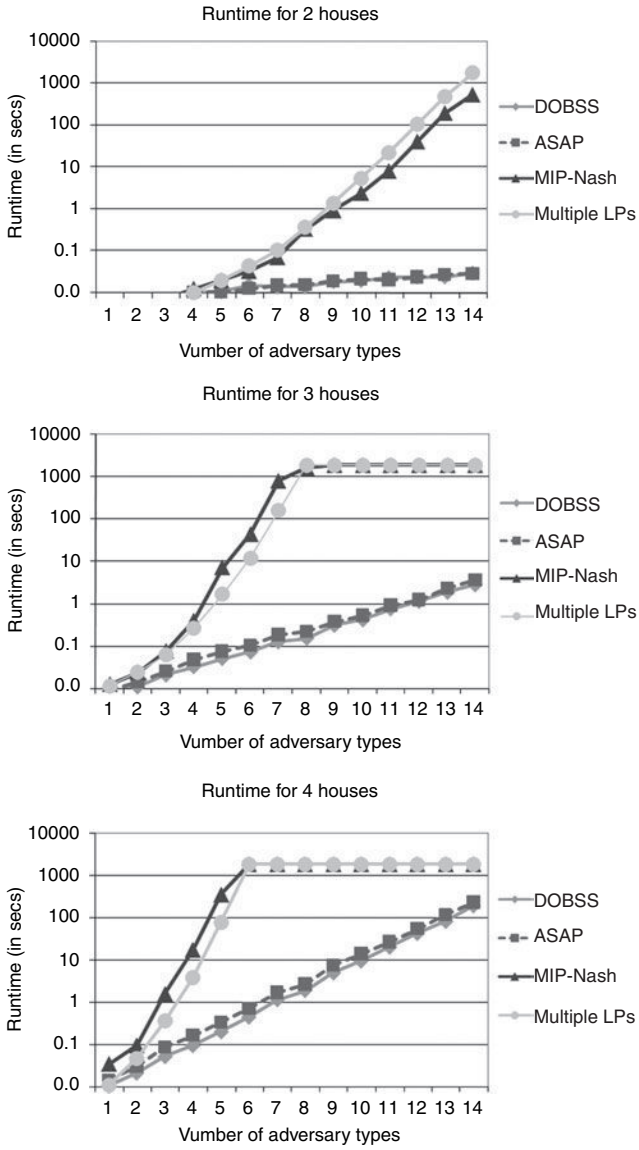 Runtime for 2 houses
10000
1000
100
10
1
0.1
0.0
Runtime (in secs)
1 2 3 4 5 6 7 8 9 10 11 12 13 14
Vumber of adversary types
DOBSS
ASAP
MIP-Nash
Multiple LPs
Runtime for 3 houses
10000
1000
100
10
1
0.1
0.0
Runtime (in secs)
1 2 3 4 5 6 7 8 9 10 11 12 13 14
Vumber of adversary types
DOBSS
ASAP
MIP-Nash
Multiple LPs
Runtime for 4 houses
10000
1000
100
10
1
0.1
0.0
Runtime (in secs)
1 2 3 4 5 6 7 8 9 10 11 12 13 14
Vumber of adversary types
DOBSS
ASAP
MIP-Nash
Multiple LPs